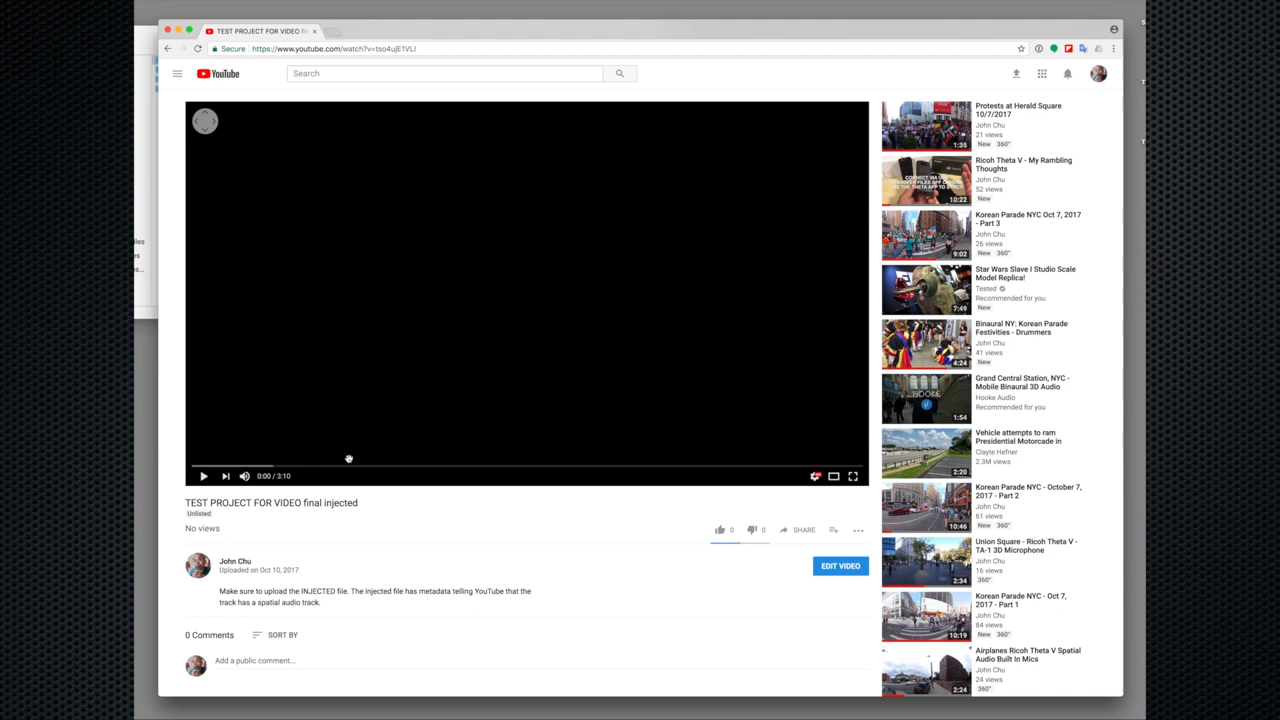 TEST PROJECT FOR VIDEO fi
Secure
https://www.youtube.com/watch?v=tso4ujE1VLI
YouTube
Search
0:00 / 3:10
TEST PROJECT FOR VIDEO final injected
Unlisted
No views
0
0
SHARE
John Chu
Uploaded on Oct 10, 2017
EDIT VIDEO
Make sure to upload the INJECTED file. The injected file has metadata telling YouTube that the
track has a spatial audio track.
0 Comments
SORT BY
Add a public comment...
Protests at Herald Square
10/7/2017
John Chu
21 views
New 360°
1:35
Ricoh Theta V - My Rambling
Thoughts
John Chu
52 views
New
10:22
Korean Parade NYC Oct 7, 2017
- Part 3
John Chu
26 views
New 360°
9:02
Star Wars Slave I Studio Scale
Model Replica!
Tested
Recommended for you
New
7:49
Binaural NY: Korean Parade
Festivities - Drummers
John Chu
41 views
New
4:24
Grand Central Station, NYC -
Mobile Binaural 3D Audio
Hooke Audio
Recommended for you
HOOKE
1:54
Vehicle attempts to ram
Presidential Motorcade in
Clayte Hefner
2.3M views
2:20
Korean Parade NYC - October 7,
2017 - Part 2
John Chu
61 views
New 360°
10:46
Union Square - Ricoh Theta V -
TA-1 3D Microphone
John Chu
16 views
360°
2:34
Korean Parade NYC - Oct 7,
2017 - Part 1
John Chu
84 views
New 360°
10:19
Airplanes Ricoh Theta V Spatial
Audio Built In Mics
John Chu
24 views
360°
2:24